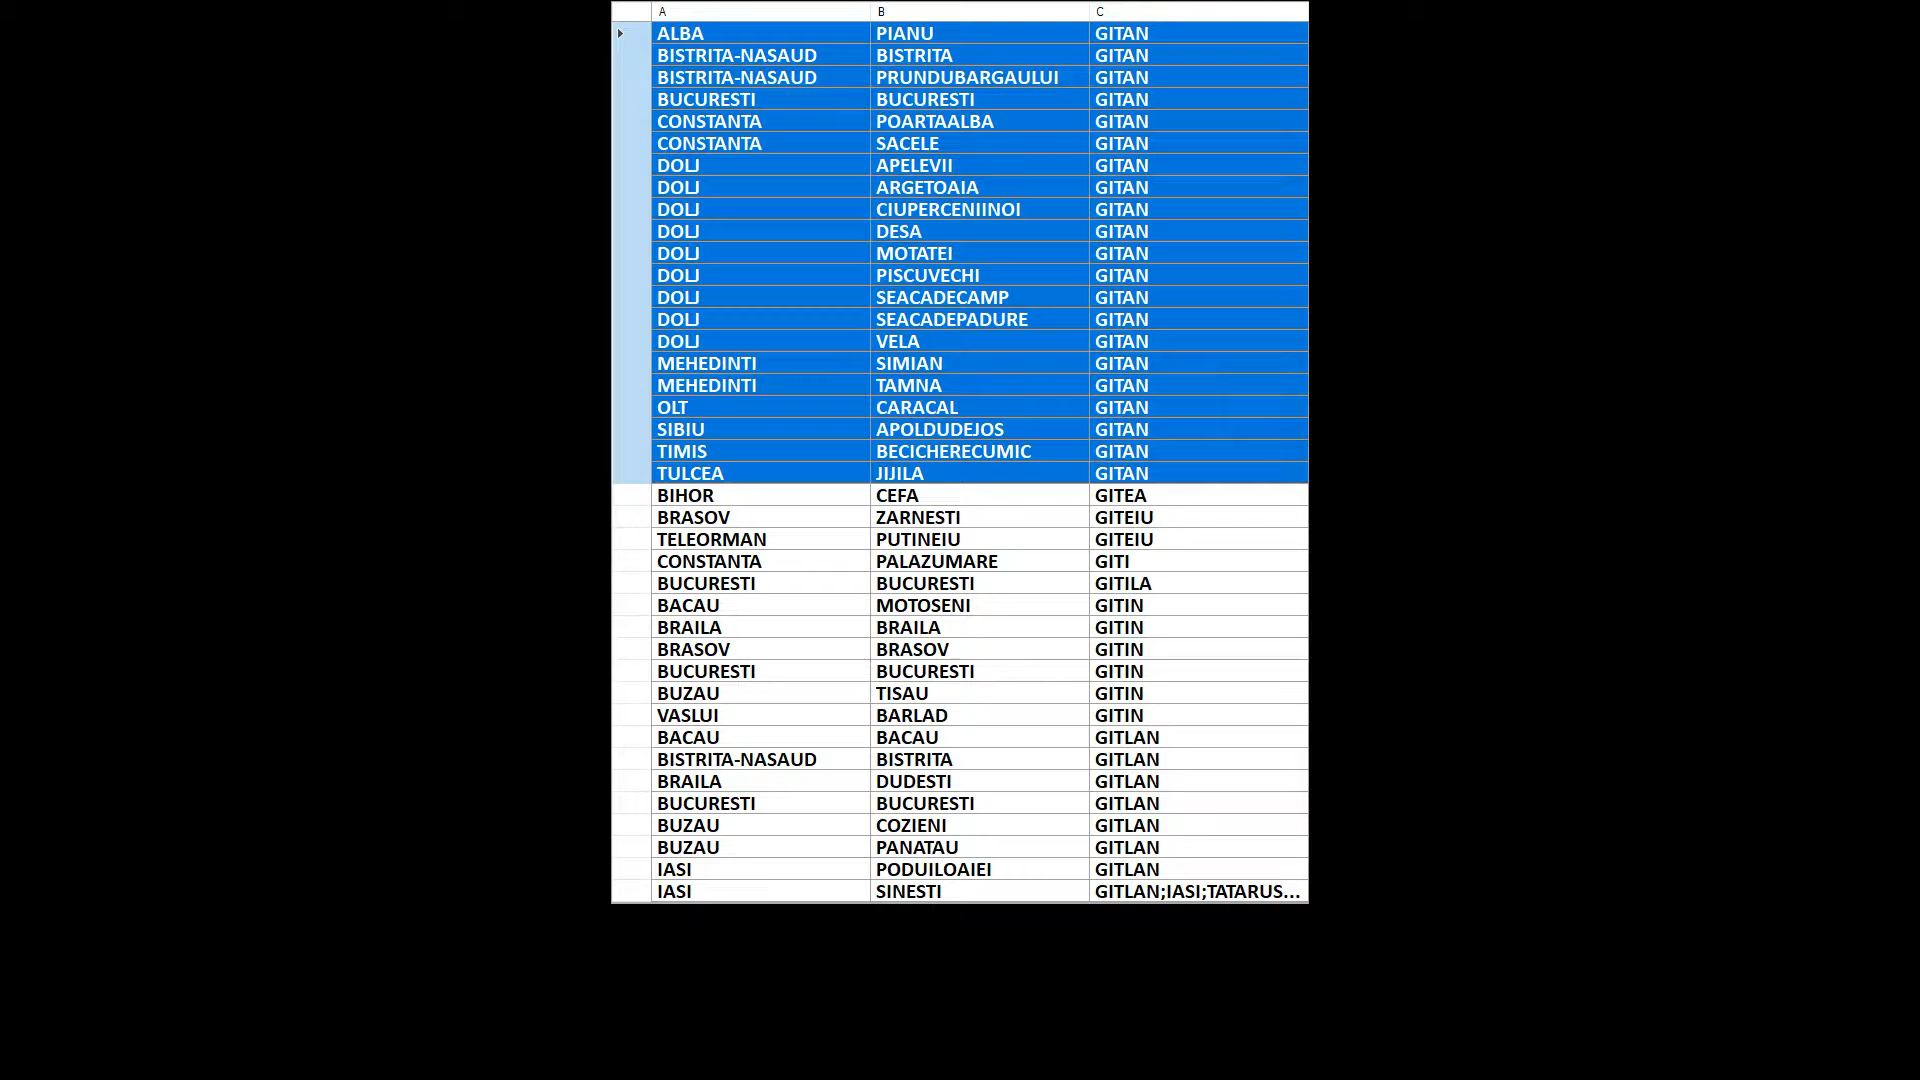 A B C
ALBA PIANU GITAN
BISTRITA-NASAUD BISTRITA GITAN
BISTRITA-NASAUD PRUNDUBARGAULUI GITAN
BUCURESTI BUCURESTI GITAN
CONSTANTA POARTAALBA GITAN
CONSTANTA SACELE GITAN
DOLJ APELEVII GITAN
DOLJ ARGETOAIA GITAN
DOLJ CIUPERCENIINOI GITAN
DOLJ DESA GITAN
DOLJ MOTATEI GITAN
DOLJ PISCUVECHI GITAN
DOLJ SEACADECAMP GITAN
DOLJ SEACADEPADURE GITAN
DOLJ VELA GITAN
MEHEDINTI SIMIAN GITAN
MEHEDINTI TAMNA GITAN
OLT CARACAL GITAN
SIBIU APOLDUDEJOS GITAN
TIMIS BECICHERECUMIC GITAN
TULCEA JIJILA GITAN
BIHOR CEFA GITEA
BRASOV ZARNESTI GITEIU
TELEORMAN PUTINEIU GITEIU
CONSTANTA PALAZUMARE GITI
BUCURESTI BUCURESTI GITILA
BACAU MOTOSENI GITIN
BRAILA BRAILA GITIN
BRASOV BRASOV GITIN
BUCURESTI BUCURESTI GITIN
BUZAU TISAU GITIN
VASLUI BARLAD GITIN
BACAU BACAU GITLAN
BISTRITA-NASAUD BISTRITA GITLAN
BRAILA DUDESTI GITLAN
BUCURESTI BUCURESTI GITLAN
BUZAU COZIENI GITLAN
BUZAU PANATAU GITLAN
IASI PODUILOAIEI GITLAN
IASI SINESTI GITLAN;IASI;TATARUS...